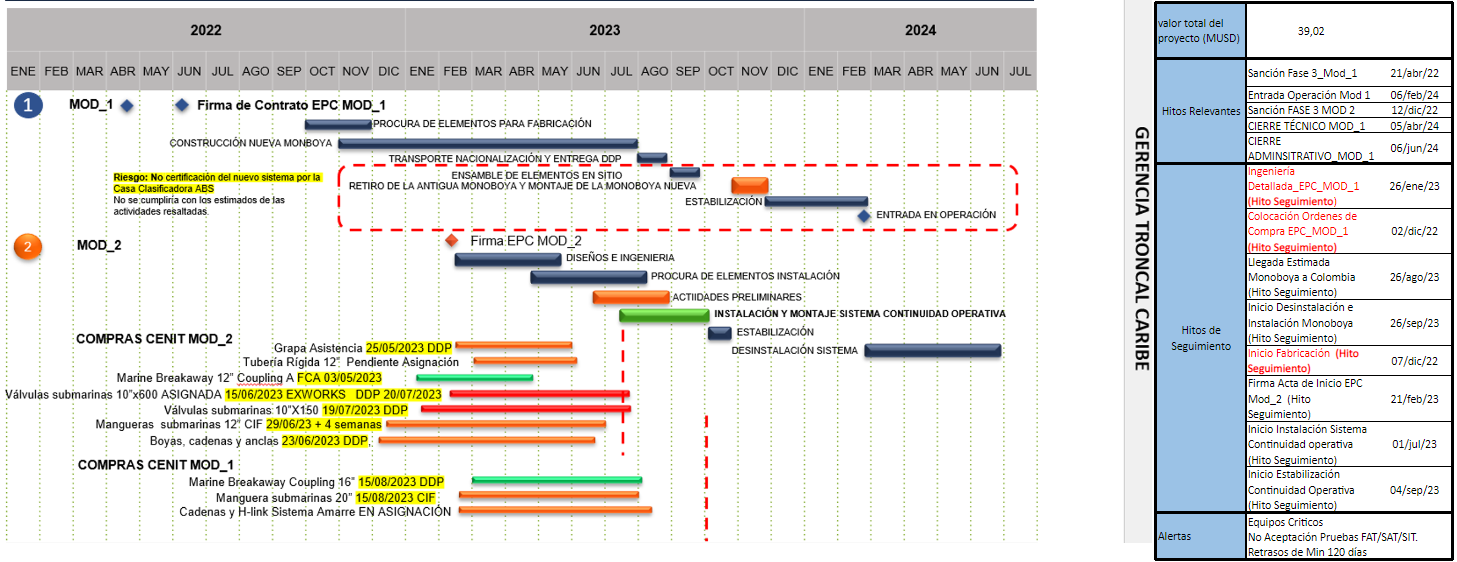 2022
2023
2024
ENE FEB MAR ABR MAY JUN JUL AGO SEP OCT NOV DIC ENE FEB MAR ABR MAY JUN JUL AGO SEP OCT NOV DIC ENE FEB MAR ABR MAY JUN JUL
1
MOD_1
Firma de Contrato EPC MOD_1
PROCURA DE ELEMENTOS PARA FABRICACIÓN
CONSTRUCCIÓN NUEVA MONBOYA
TRANSPORTE NACIONALIZACIÓN Y ENTREGA DDP
ENSAMBLE DE ELEMENTOS EN SITIO
RETIRO DE LA ANTIGUA MONOBOYA Y MONTAJE DE LA MONOBOYA NUEVA
ESTABILIZACIÓN
ENTRADA EN OPERACIÓN
Riesgo: No certificación del nuevo sistema por la
Casa Clasificadora ABS
No se cumpliría con los estimados de las
actividades resaltadas.
2
MOD_2
Firma EPC MOD_2
DISEÑOS E INGENIERIA
PROCURA DE ELEMENTOS INSTALACIÓN
ACTIIDADES PRELIMINARES
INSTALACIÓN Y MONTAJE SISTEMA CONTINUIDAD OPERATIVA
ESTABILIZACIÓN
DESINSTALACIÓN SISTEMA
COMPRAS CENIT MOD_2
Grapa Asistencia 25/05/2023 DDP
Tubería Rígida 12" Pendiente Asignación
Marine Breakaway 12" Coupling A FCA 03/05/2023
Válvulas submarinas 10"x600 ASIGNADA 15/06/2023 EXWORKS DDP 20/07/2023
Válvulas submarinas 10"X150 19/07/2023 DDP
Mangueras submarinas 12" CIF 29/06/23 + 4 semanas
Boyas, cadenas y anclas 23/06/2023 DDP,
COMPRAS CENIT MOD_1
Marine Breakaway Coupling 16" 15/08/2023 DDP
Manguera submarinas 20" 15/08/2023 CIF
Cadenas y H-link Sistema Amarre EN ASIGNACIÓN
GERENCIA TRONCAL CARIBE
valor total del
proyecto (MUSD)
39,02
Hitos Relevantes
Sanción Fase 3_Mod_1 21/abr/22
Entrada Operación Mod 1 06/feb/24
Sanción FASE 3 MOD 2 12/dic/22
CIERRE TÉCNICO MOD_1 05/abr/24
CIERRE
ADMINSITRATIVO_MOD_1 06/jun/24
Hitos de
Seguimiento
Ingeniería
Detallada_EPC_MOD_1 26/ene/23
(Hito Seguimiento)
Colocación Ordenes de
Compra EPC_MOD_1 02/dic/22
(Hito Seguimiento)
Llegada Estimada
Monoboya a Colombia 26/ago/23
(Hito Seguimiento)
Inicio Desinstalación e
Instalación Monoboya 26/sep/23
(Hito Seguimiento)
Inicio Fabricación (Hito
Seguimiento) 07/dic/22
Firma Acta de Inicio EPC
Mod_2 (Hito 21/feb/23
Seguimiento)
Inicio Instalación Sistema
Continuidad operativa 01/jul/23
(Hito Seguimiento)
Inicio Estabilización
Continuidad Operativa 04/sep/23
(Hito Seguimiento)
Alertas
Equipos Criticos
No Aceptación Pruebas FAT/SAT/SIT.
Retrasos de Min 120 días